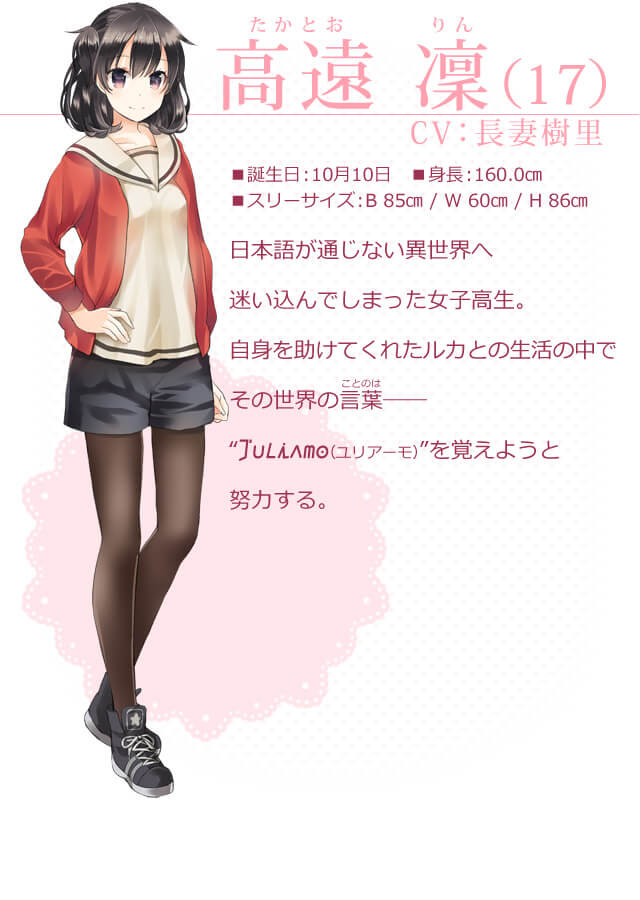 たかとお りん
高遠 凜（17）
CV：長妻樹里
■誕生日：10月10日 ■身長：160.0㎝
■スリーサイズ：B 85㎝ / W 60㎝ / H 86㎝
日本語が通じない異世界へ
迷い込んでしまった女子高生。
自身を助けてくれたルカとの生活の中で
ことのは
その世界の言葉──
“Juliamo（ユリアーモ）”を覚えようと
努力する。